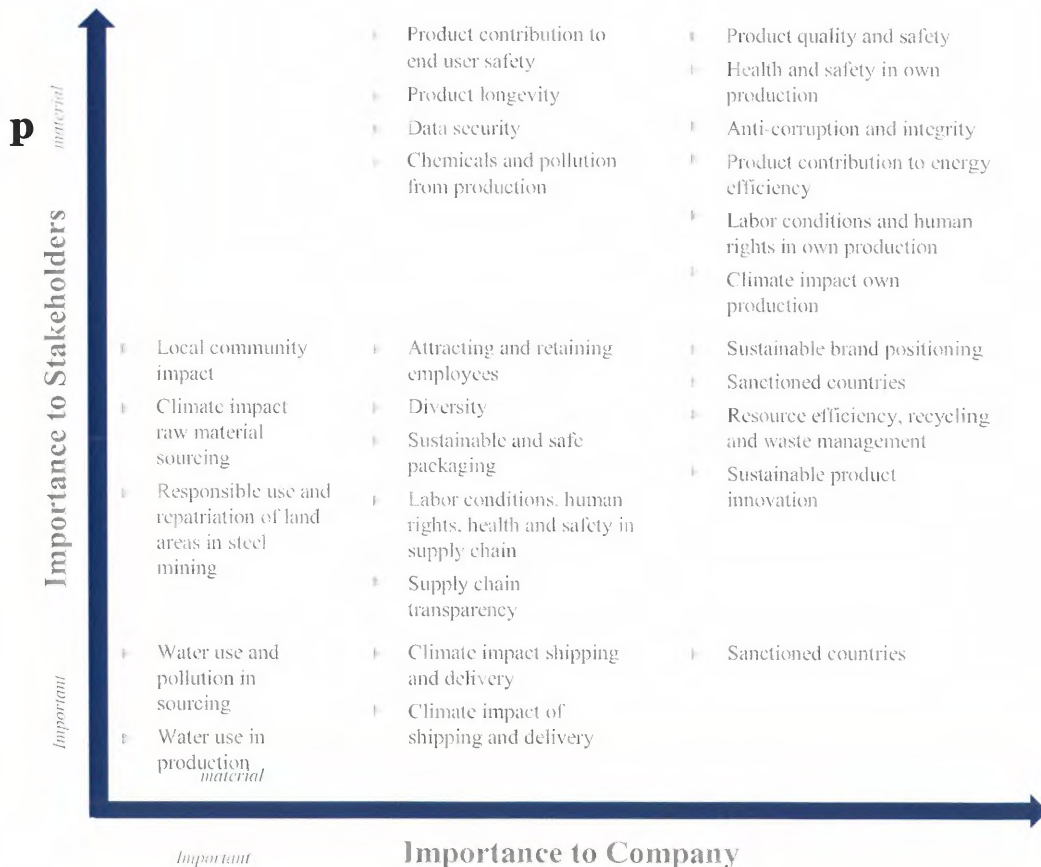 Product contribution to
end user safety
Product longevity
Data security
Chemicals and pollution
from production
Product quality and safety
Health and safety in own
production
Anti-corruption and integrity
Product contribution to energy
efficiency
Labor conditions and human
rights in own production
Climate impact own
production
p
material
Importance to Stakeholders
Local community
impact
Climate impact
raw material
sourcing
Responsible use and
repatriation of land
areas in steel
mining
Attracting and retaining
employees
Diversity
Sustainable and safe
packaging
Labor conditions, human
rights, health and safety in
supply chain
Supply chain
transparency
Sustainable brand positioning
Sanctioned countries
Resource efficiency, recycling
and waste management
Sustainable product
innovation
Important
Water use and
pollution in
sourcing
Water use in
production
material
Climate impact shipping
and delivery
Climate impact of
shipping and delivery
Sanctioned countries
Important
Importance to Company